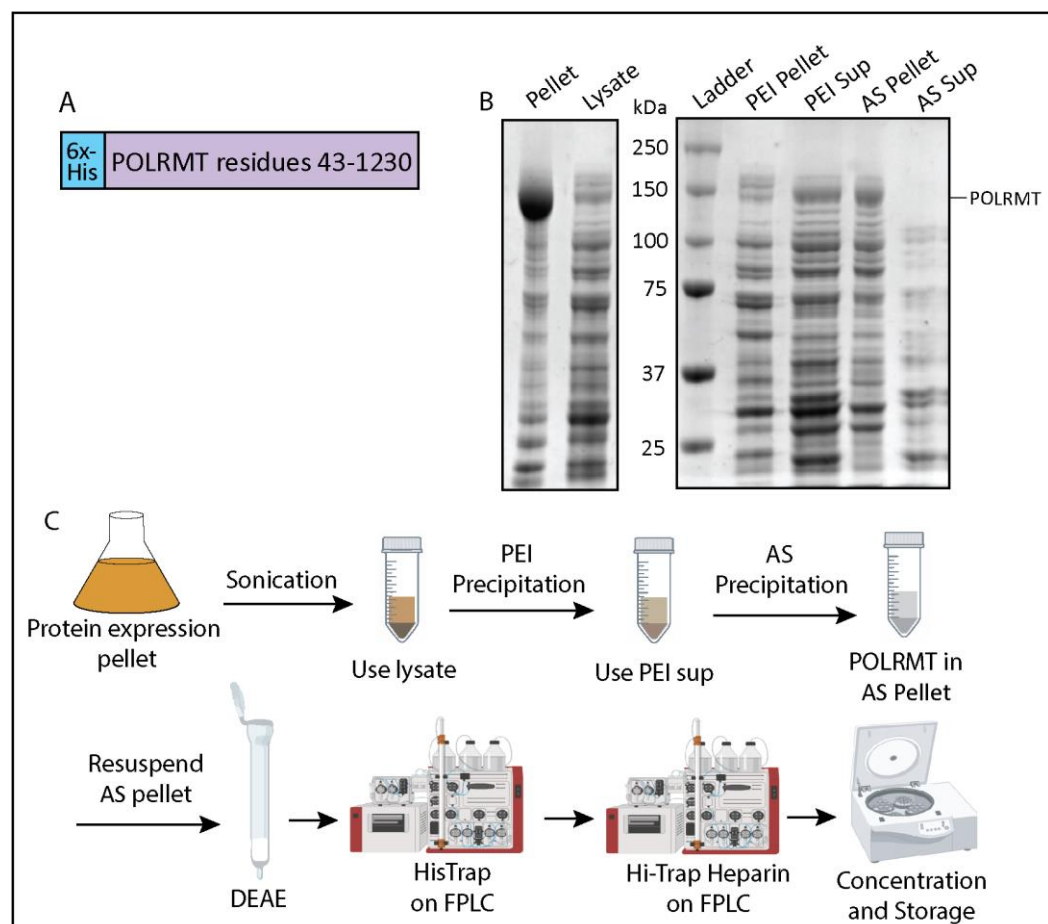 A
6x-
His
POLRMT residues 43-1230
B
Pellet
Lysate
kDa
Ladder
PEI Pellet
PEI Sup
AS Pellet
AS Sup
250
150
100
75
37
25
POLRMT
C
Protein expression
pellet
Sonication
Use lysate
PEI
Precipitation
Use PEI sup
AS
Precipitation
POLRMT in
AS Pellet
Resuspend
AS pellet
DEAE
HisTrap
on FPLC
Hi-Trap Heparin
on FPLC
Concentration
and Storage